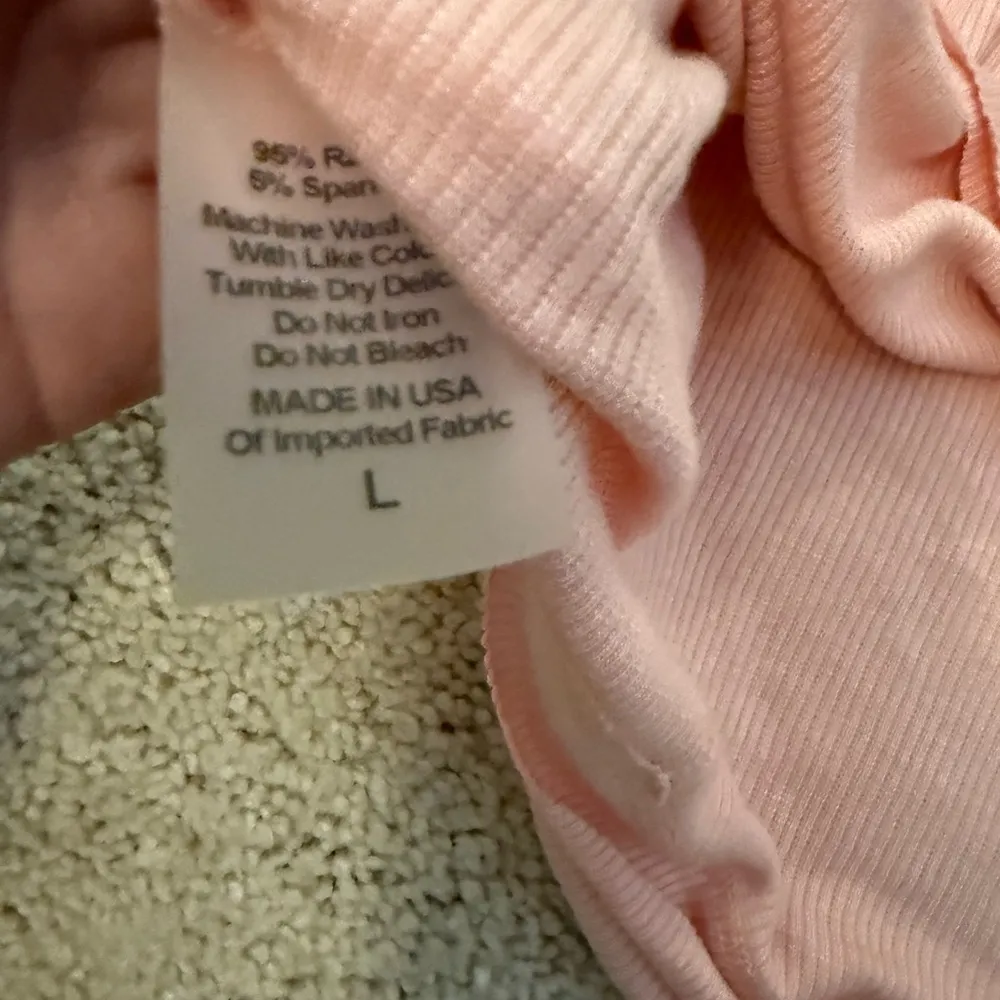 95% Ra
5% Span
Machine Wash
With Like Colo
Tumble Dry Delic
Do Not Iron
Do Not Bleach
MADE IN USA
Of Imported Fabric
L